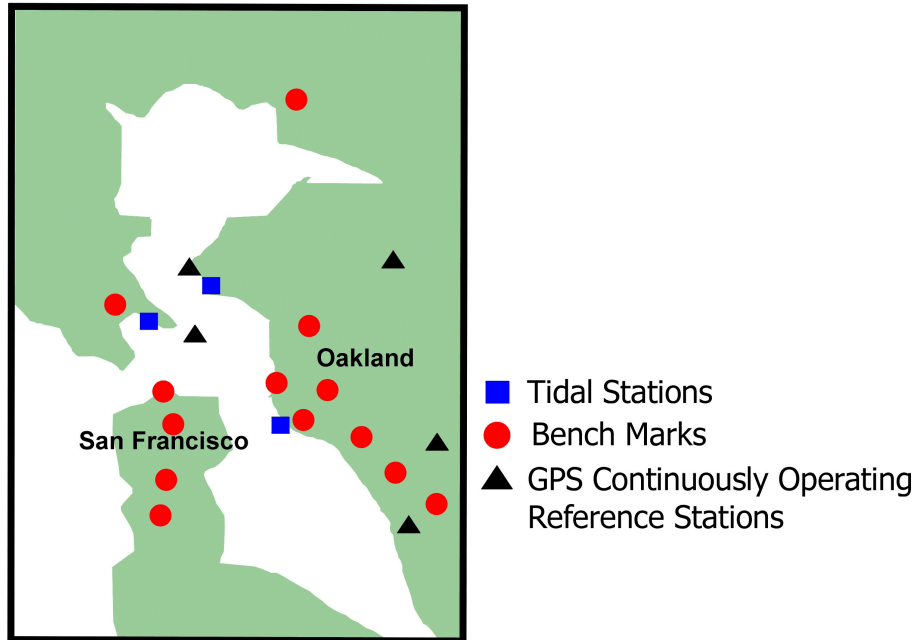 Oakland
San Francisco
Tidal Stations
Bench Marks
GPS Continuously Operating
Reference Stations